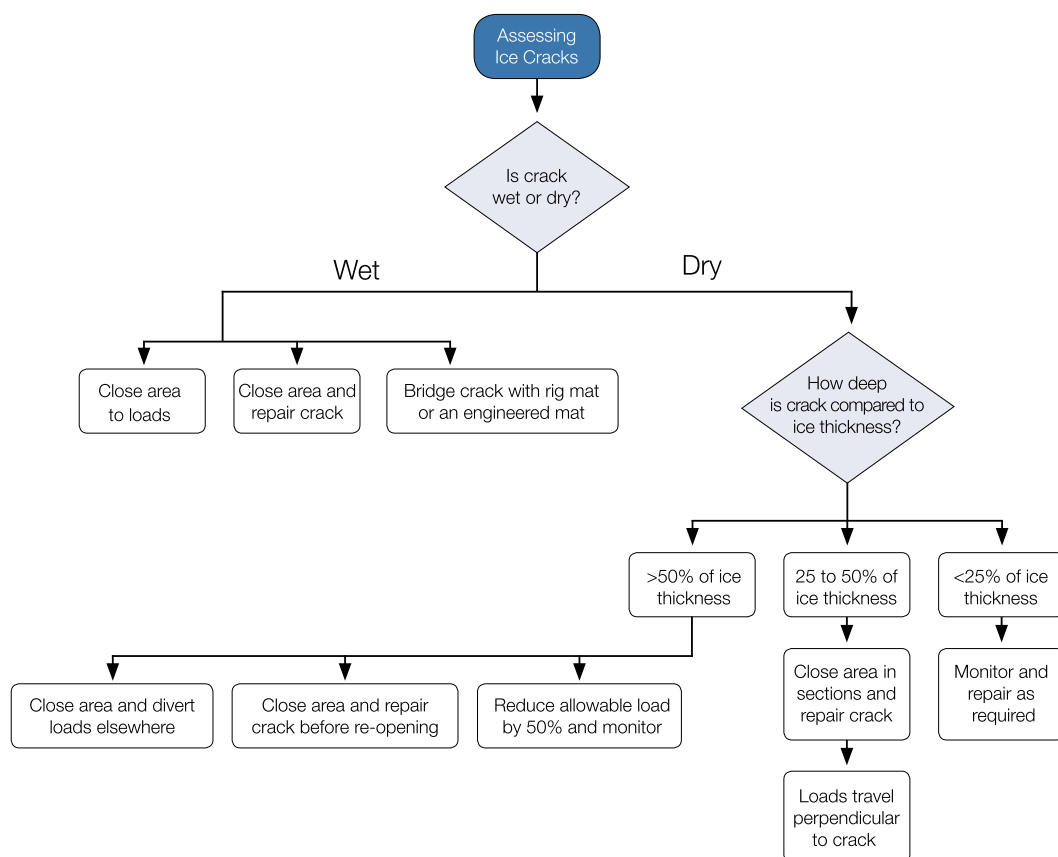 Assessing
Ice Cracks
Is crack
wet or dry?
Wet
Dry
Close area
to loads
Close area and
repair crack
Bridge crack with rig mat
or an engineered mat
How deep
is crack compared to
ice thickness?
>50% of ice
thickness
25 to 50% of
ice thickness
<25% of ice
thickness
Close area and divert
loads elsewhere
Close area and repair
crack before re-opening
Reduce allowable load
by 50% and monitor
Close area in
sections and
repair crack
Monitor and
repair as
required
Loads travel
perpendicular
to crack